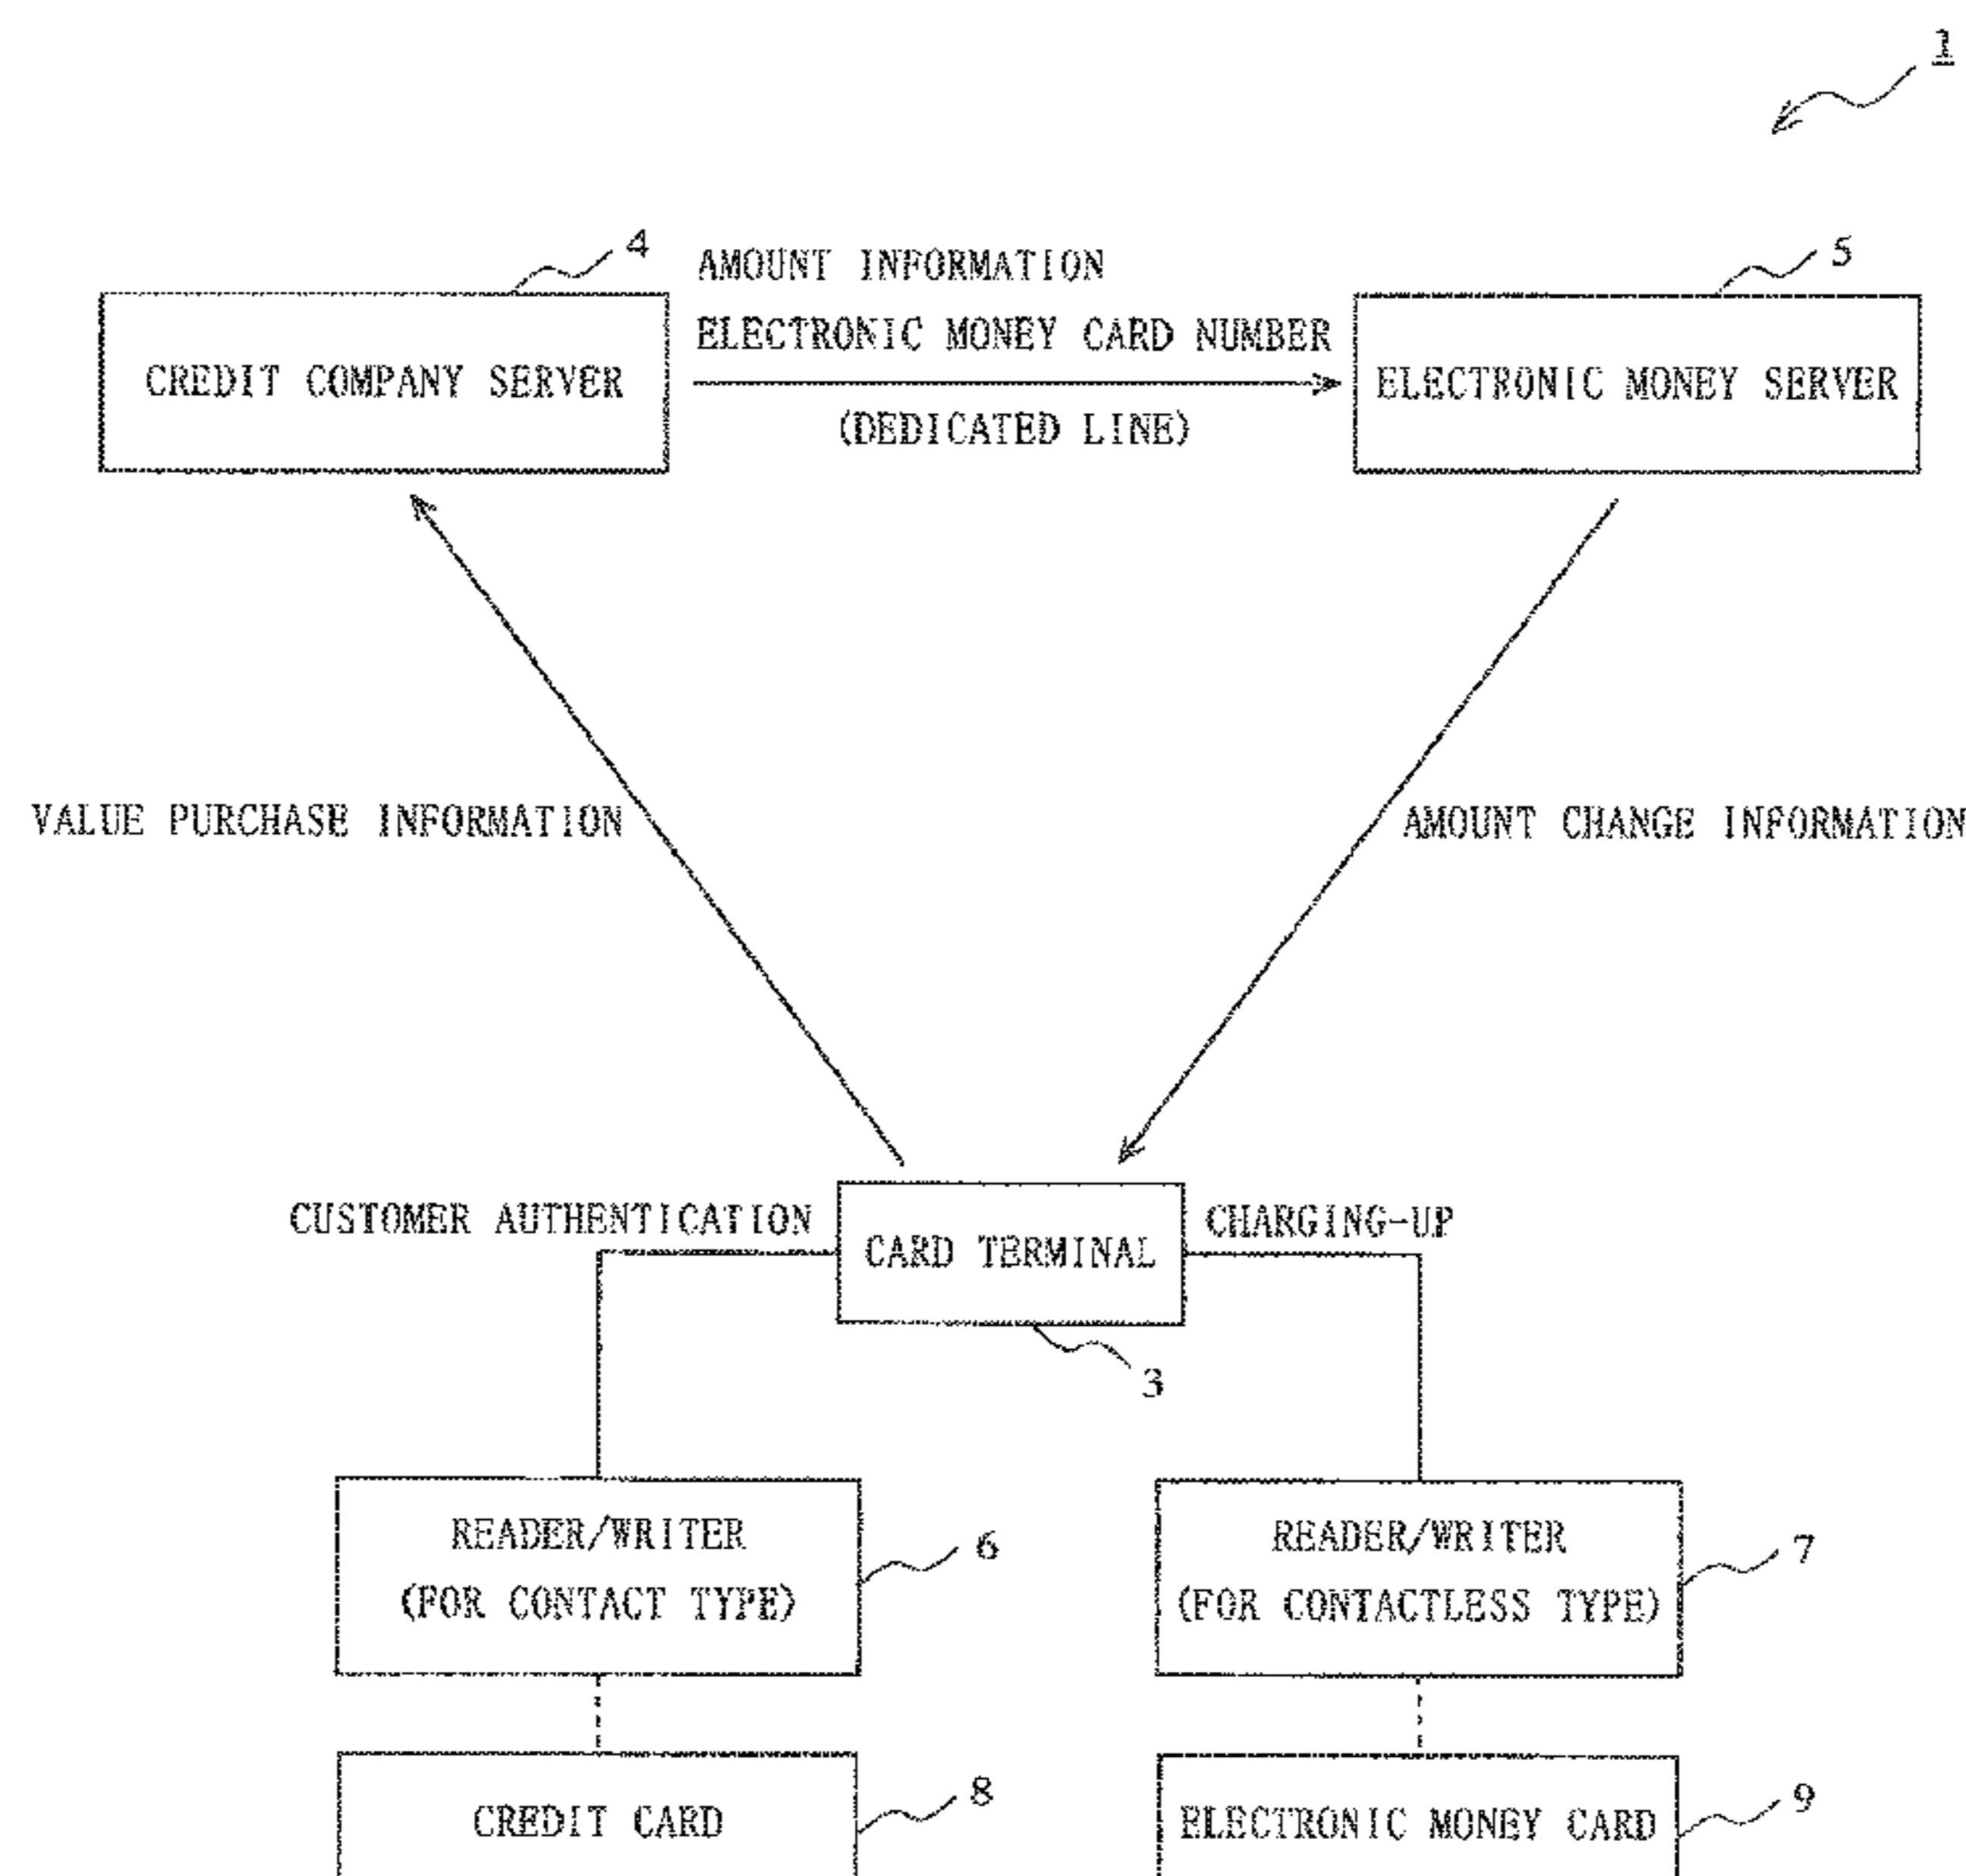 1
4
AMOUNT INFORMATION
5
ELECTRONIC MONEY CARD NUMBER
CREDIT COMPANY SERVER
ELECTRONIC MONEY SERVER
(DEDICATED LINE)
VALUE PURCHASE INFORMATION
AMOUNT CHANGE INFORMATION
CUSTOMER AUTHENTICATION
CHARGING-UP
CARD TERMINAL
3
READER/WRITER
(FOR CONTACT TYPE)
6
READER/WRITER
(FOR CONTACTLESS TYPE)
7
CREDIT CARD
8
ELECTRONIC MONEY CARD
9